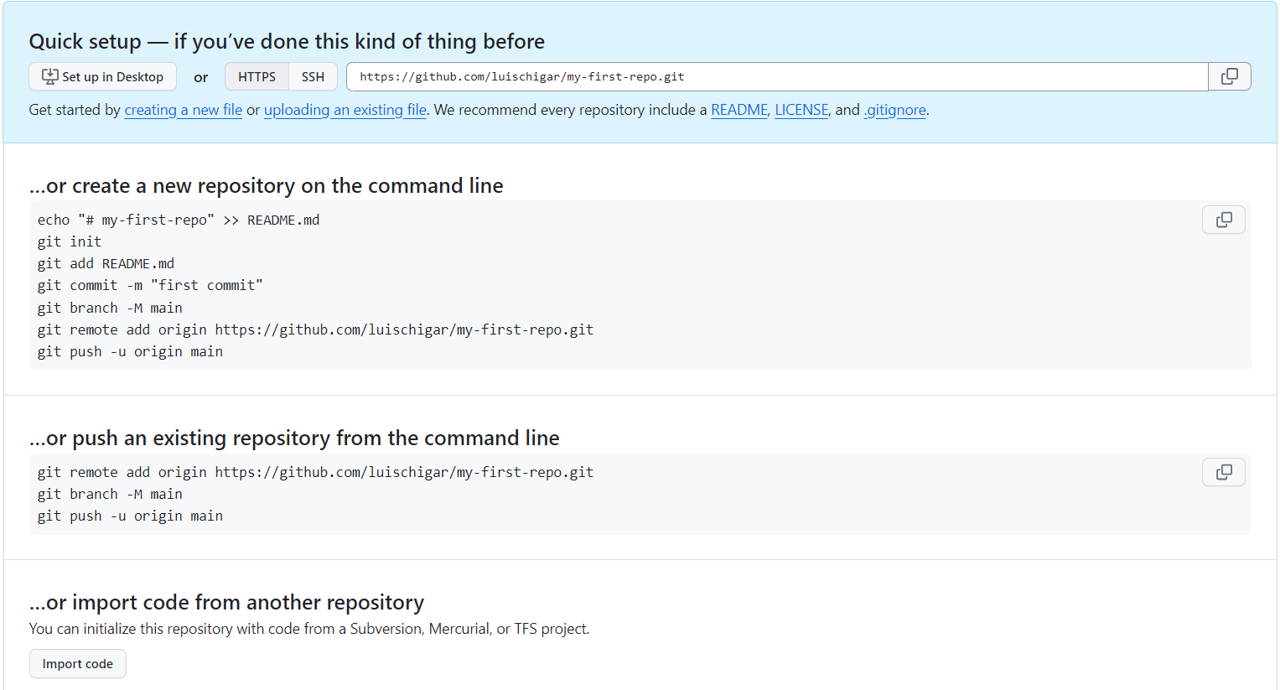 Quick setup — if you’ve done this kind of thing before
Set up in Desktop or HTTPS SSH https://github.com/luischigar/my-first-repo.git
Get started by creating a new file or uploading an existing file. We recommend every repository include a README, LICENSE, and .gitignore.
…or create a new repository on the command line
echo "# my-first-repo" >> README.md
git init
git add README.md
git commit -m "first commit"
git branch -M main
git remote add origin https://github.com/luischigar/my-first-repo.git
git push -u origin main
…or push an existing repository from the command line
git remote add origin https://github.com/luischigar/my-first-repo.git
git branch -M main
git push -u origin main
…or import code from another repository
You can initialize this repository with code from a Subversion, Mercurial, or TFS project.
Import code